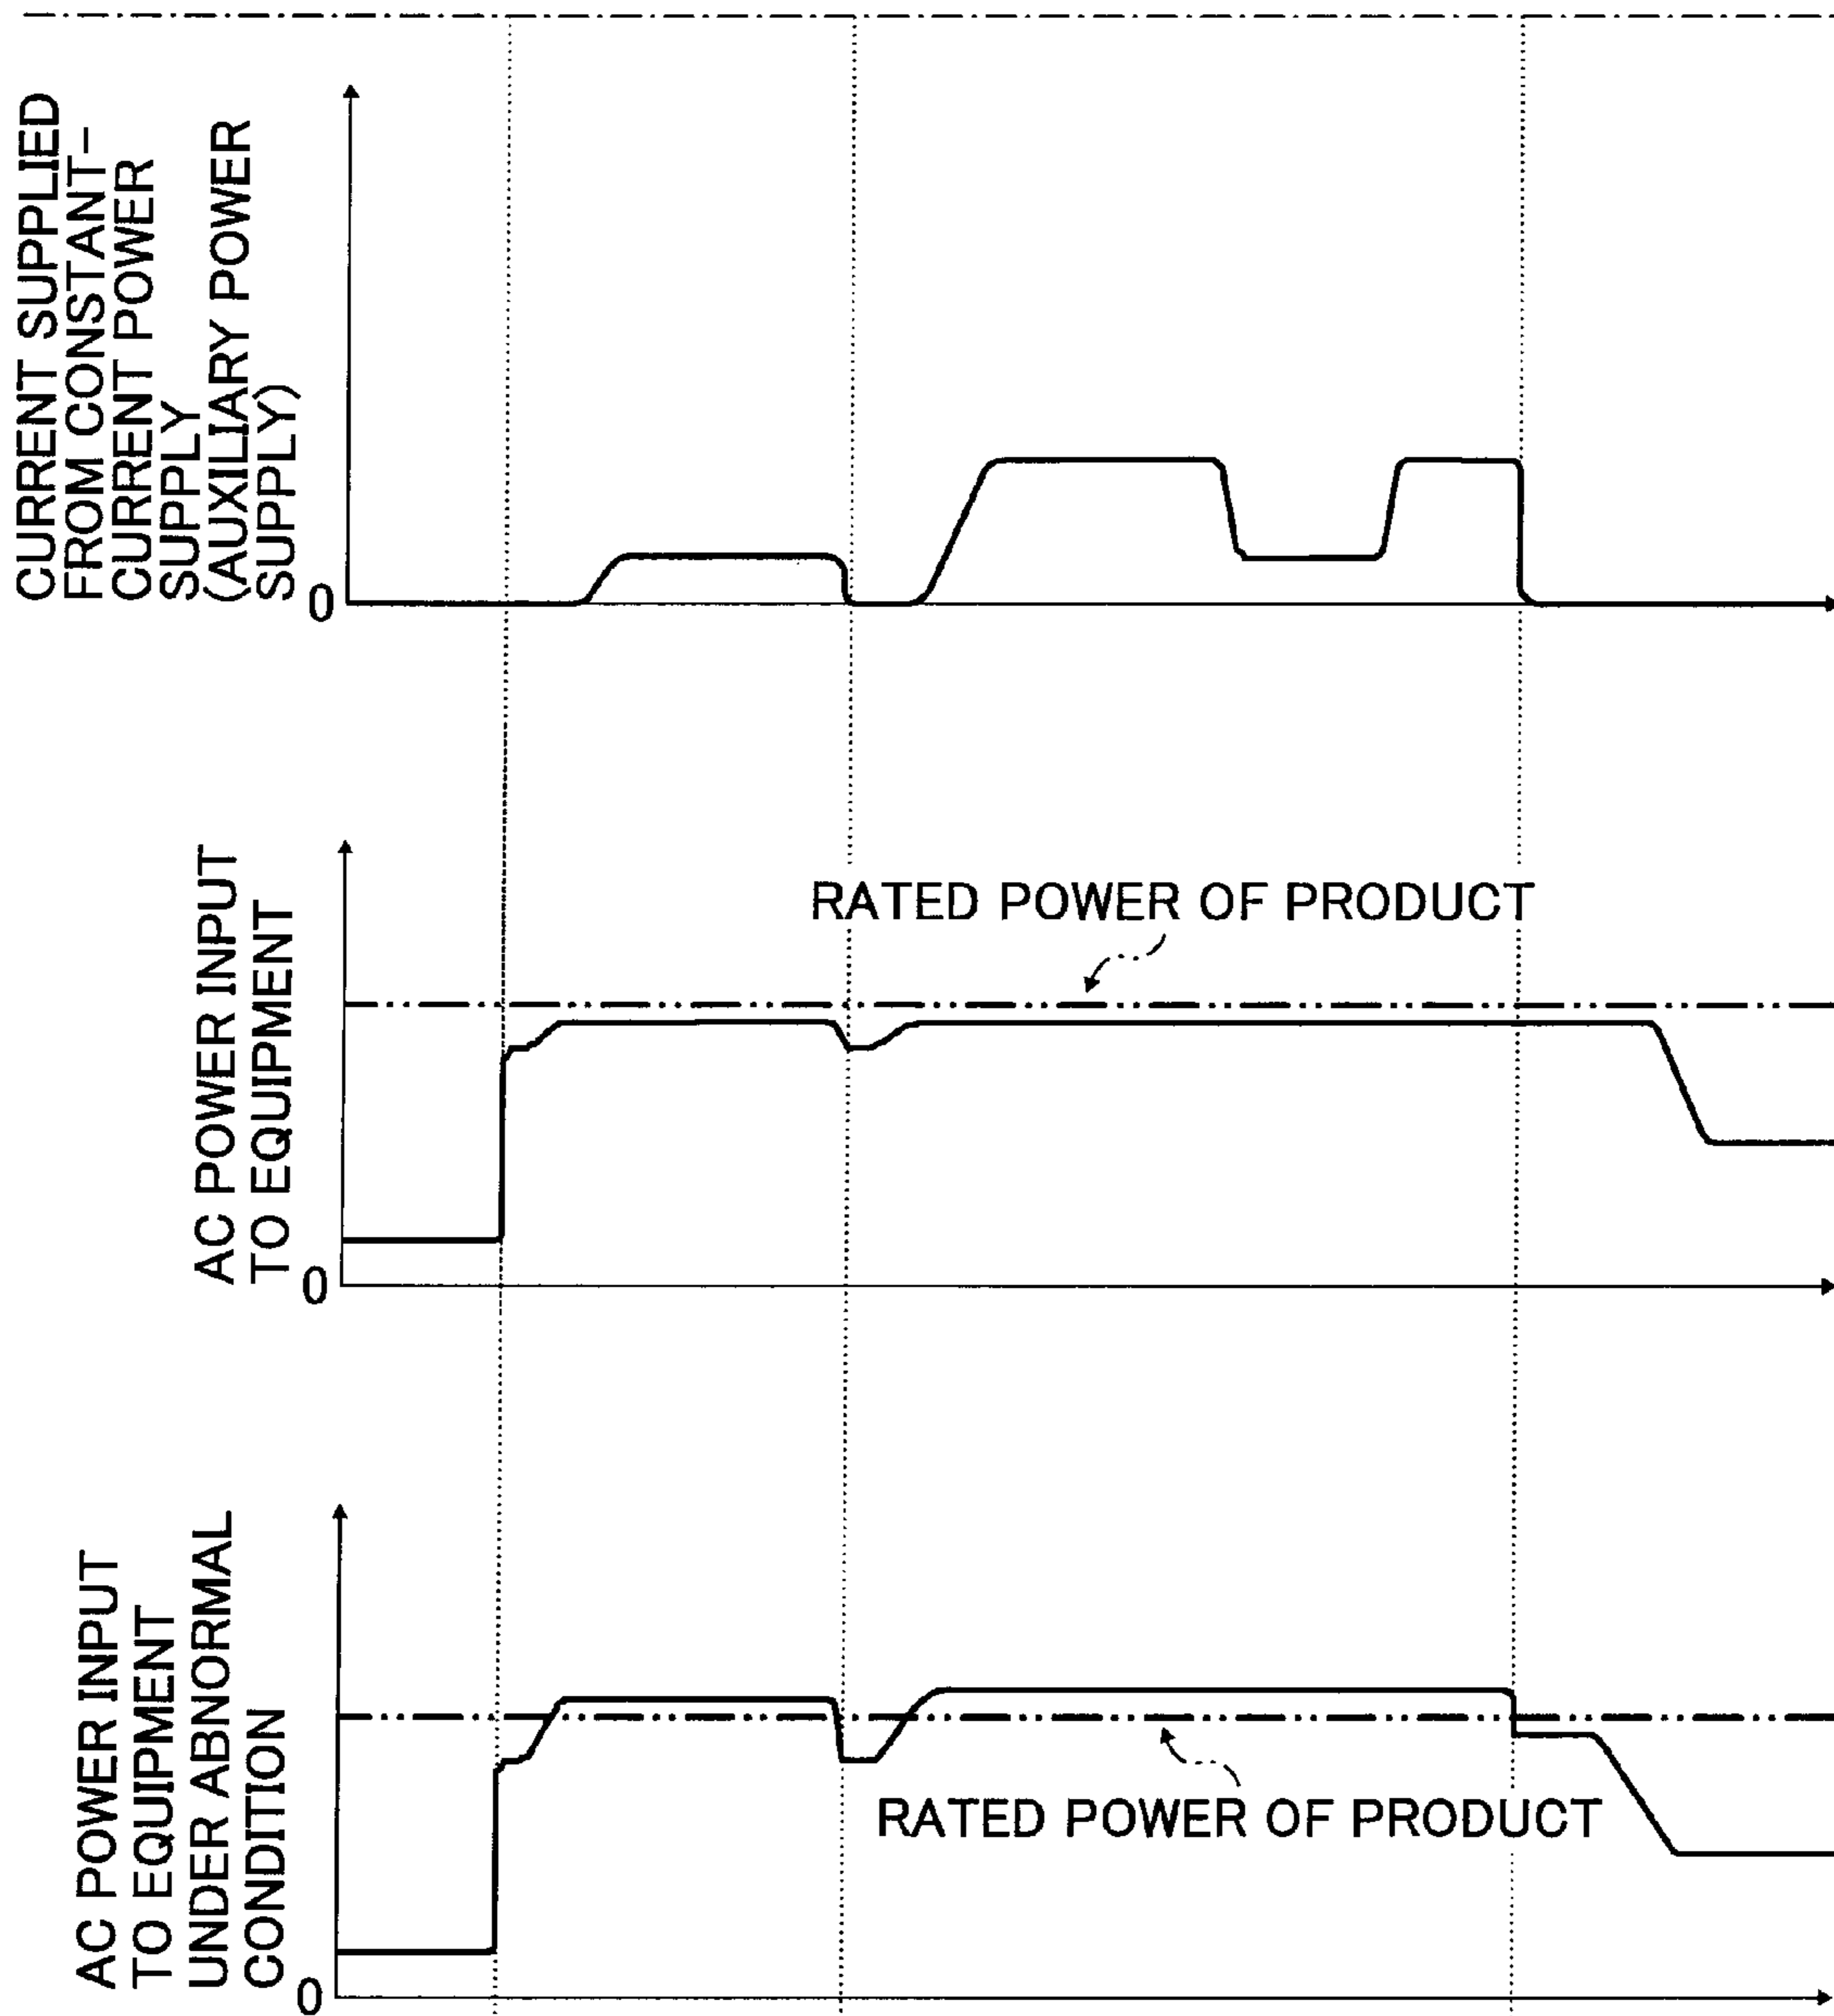 CURRENT SUPPLIED
FROM CONSTANT-
CURRENT POWER
SUPPLY
(AUXILIARY POWER
SUPPLY)
0
AC POWER INPUT
TO EQUIPMENT
0
RATED POWER OF PRODUCT
AC POWER INPUT
TO EQUIPMENT
UNDER ABNORMAL
CONDITION
0
RATED POWER OF PRODUCT